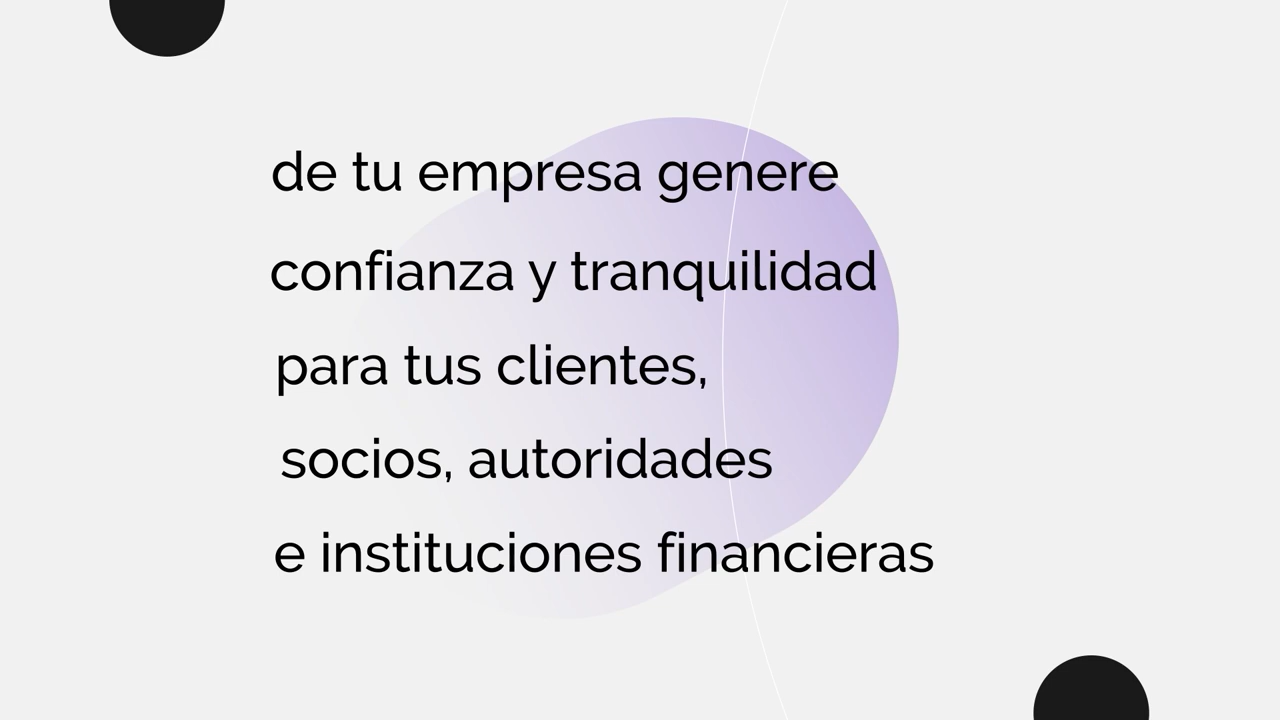 de tu empresa genere
confianza y tranquilidad
para tus clientes,
socios, autoridades
e instituciones financieras